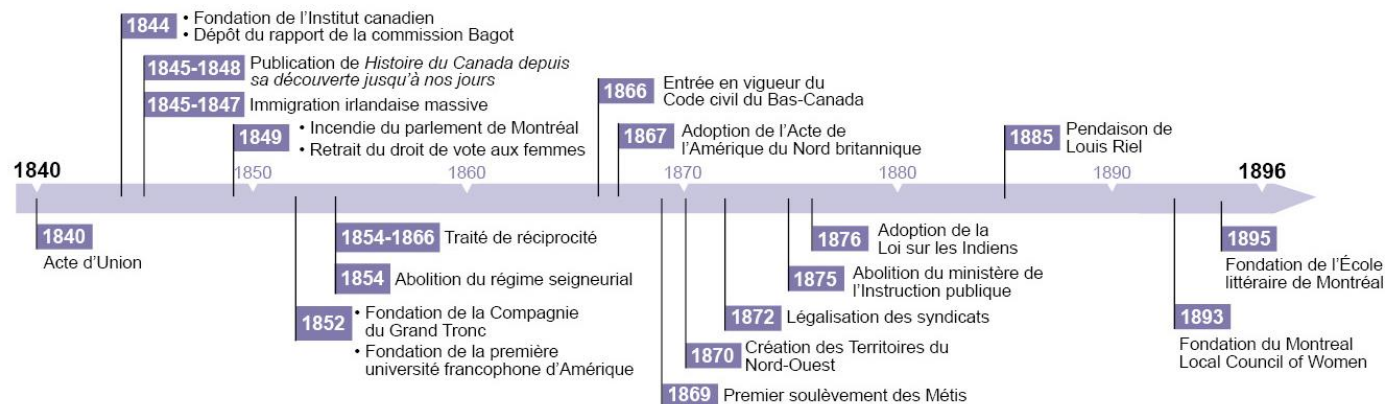 1844
• Fondation de l'Institut canadien
• Dépôt du rapport de la commission Bagot
1845-1848
Publication de Histoire du Canada depuis
sa découverte jusqu'à nos jours
1845-1847
Immigration irlandaise massive
1849
• Incendie du parlement de Montréal
• Retrait du droit de vote aux femmes
1866
Entrée en vigueur du
Code civil du Bas-Canada
1867
Adoption de l'Acte de
l'Amérique du Nord britannique
1885
Pendaison de
Louis Riel
1840
1850
1860
1870
1880
1890
1896
1840
Acte d'Union
1854-1866
Traité de réciprocité
1854
Abolition du régime seigneurial
1852
• Fondation de la Compagnie
du Grand Tronc
• Fondation de la première
université francophone d'Amérique
1876
Adoption de la
Loi sur les Indiens
1875
Abolition du ministère de
l'Instruction publique
1872
Légalisation des syndicats
1870
Création des Territoires du
Nord-Ouest
1869
Premier soulèvement des Métis
1895
Fondation de l'École
littéraire de Montréal
1893
Fondation du Montreal
Local Council of Women